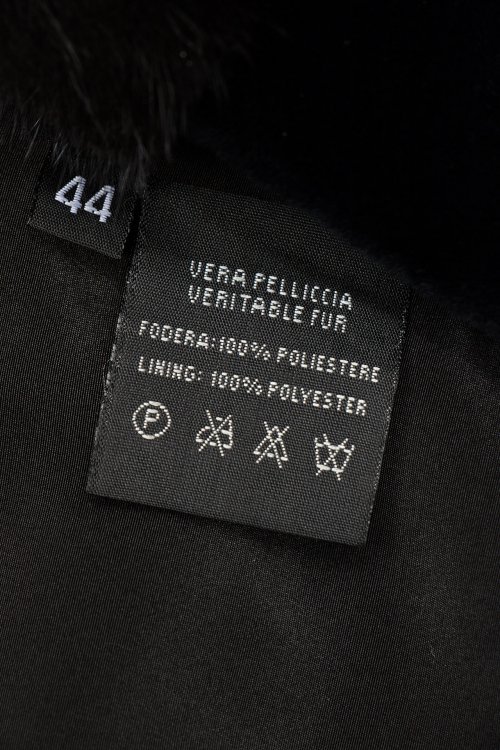 44
VERA PELLICCIA
VERITABLE FUR
FODERA:100% POLIESTERE
LINING: 100% POLYESTER
P